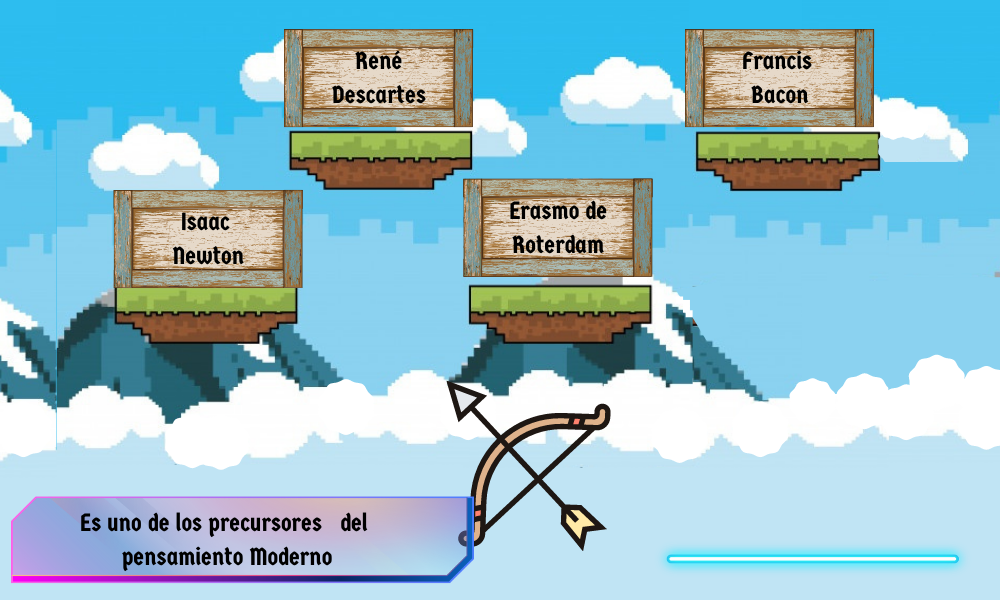 René
Descartes
Francis
Bacon
Isaac
Newton
Erasmo de
Roterdam
Es uno de los precursores del
pensamiento Moderno